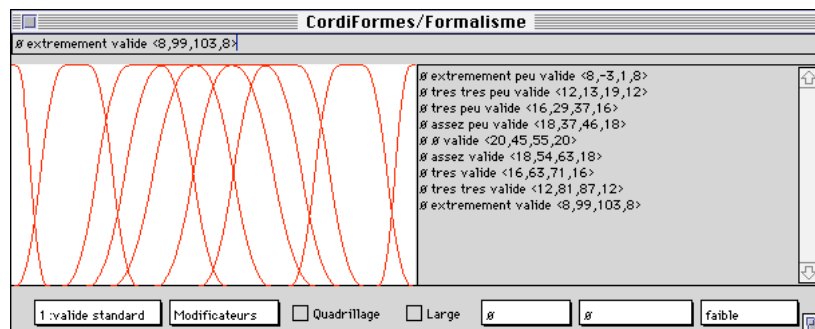 CordiFormes/Formalisme
ø extremement valide <8,99,103,8>
ø extremement peu valide <8,-3,1,8>
ø tres tres peu valide <12,13,19,12>
ø tres peu valide <16,29,37,16>
ø assez peu valide <18,37,46,18>
ø ø valide <20,45,55,20>
ø assez valide <18,54,63,18>
ø tres valide <16,63,71,16>
ø tres tres valide <12,81,87,12>
ø extremement valide <8,99,103,8>
1 :valide standard Modificateurs Quadrillage Large ø ø faible